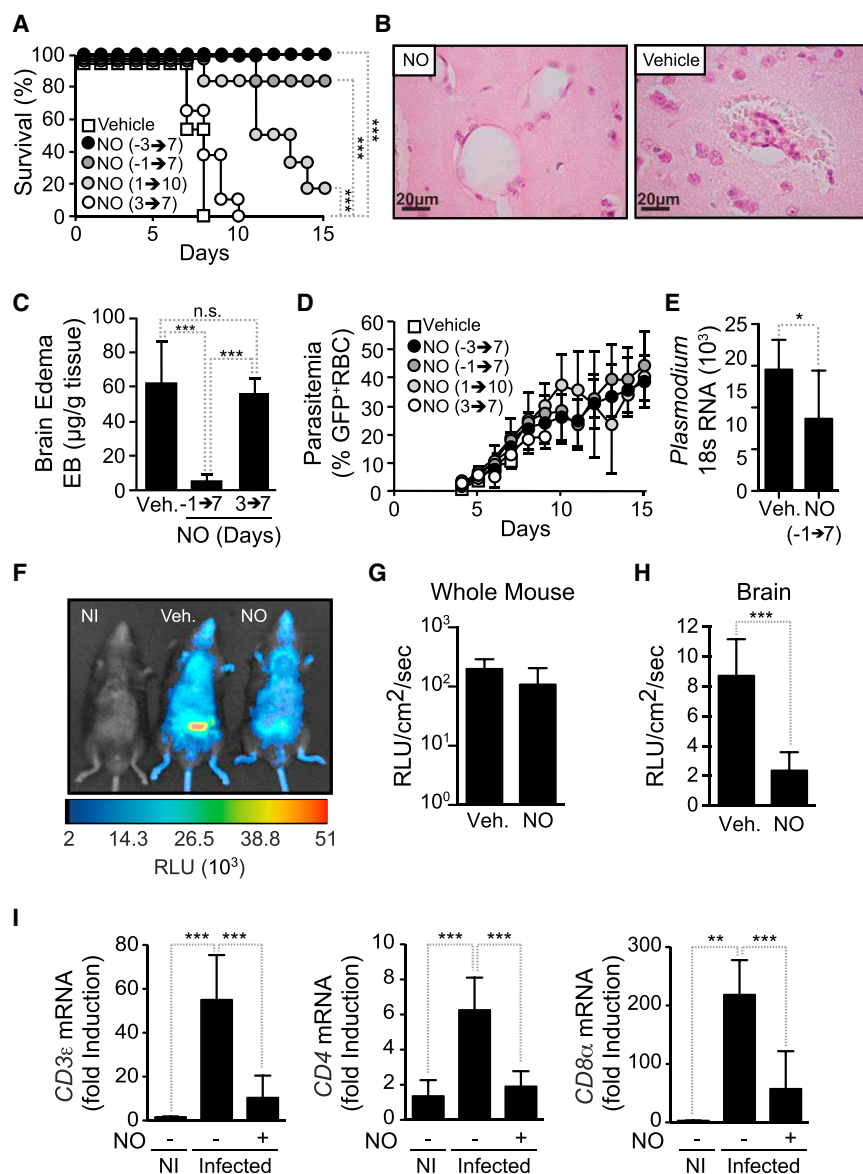 A
Survival (%)
100
80
60
40
20
0
0 5 10 15
Days
Vehicle
NO (-3➔7)
NO (-1➔7)
NO (1➔10)
NO (3➔7)
***
***
***
B
NO
20µm
Vehicle
20µm
C
Brain Edema
EB (µg/g tissue)
100
80
60
40
20
0
n.s.
***
***
Veh. -1➔7 3➔7
NO (Days)
D
Parasitemia
(% GFP+RBC)
60
50
40
30
20
10
0
5 10 15
Days
Vehicle
NO (-3➔7)
NO (-1➔7)
NO (1➔10)
NO (3➔7)
E
Plasmodium
18s RNA (10³)
25
20
15
10
5
0
*
Veh. NO
(-1➔7)
F
NI Veh. NO
2 14.3 26.5 38.8 51
RLU (10³)
G
Whole Mouse
RLU/cm²/sec
10³
10²
10¹
10⁰
Veh. NO
H
Brain
RLU/cm²/sec
12
10
8
6
4
2
0
***
Veh. NO
I
CD3ε mRNA
(fold Induction)
80
60
40
20
0
*** ***
NO - - +
NI Infected
CD4 mRNA
(fold Induction)
4
8
6
4
2
0
*** ***
NO - - +
NI Infected
CD8α mRNA
(fold Induction)
300
200
100
0
** ***
NO - - +
NI Infected